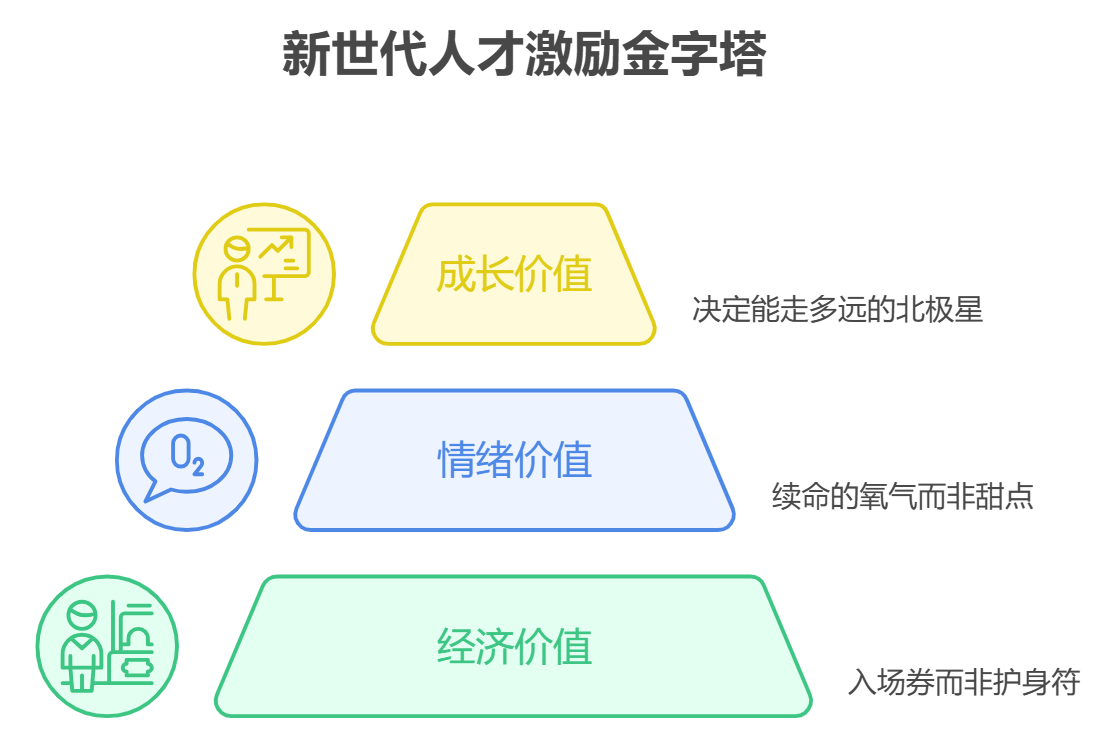 新世代人才激励金字塔
成长价值
决定能走多远的北极星
O2
情绪价值
续命的氧气而非甜点
经济价值
入场券而非护身符